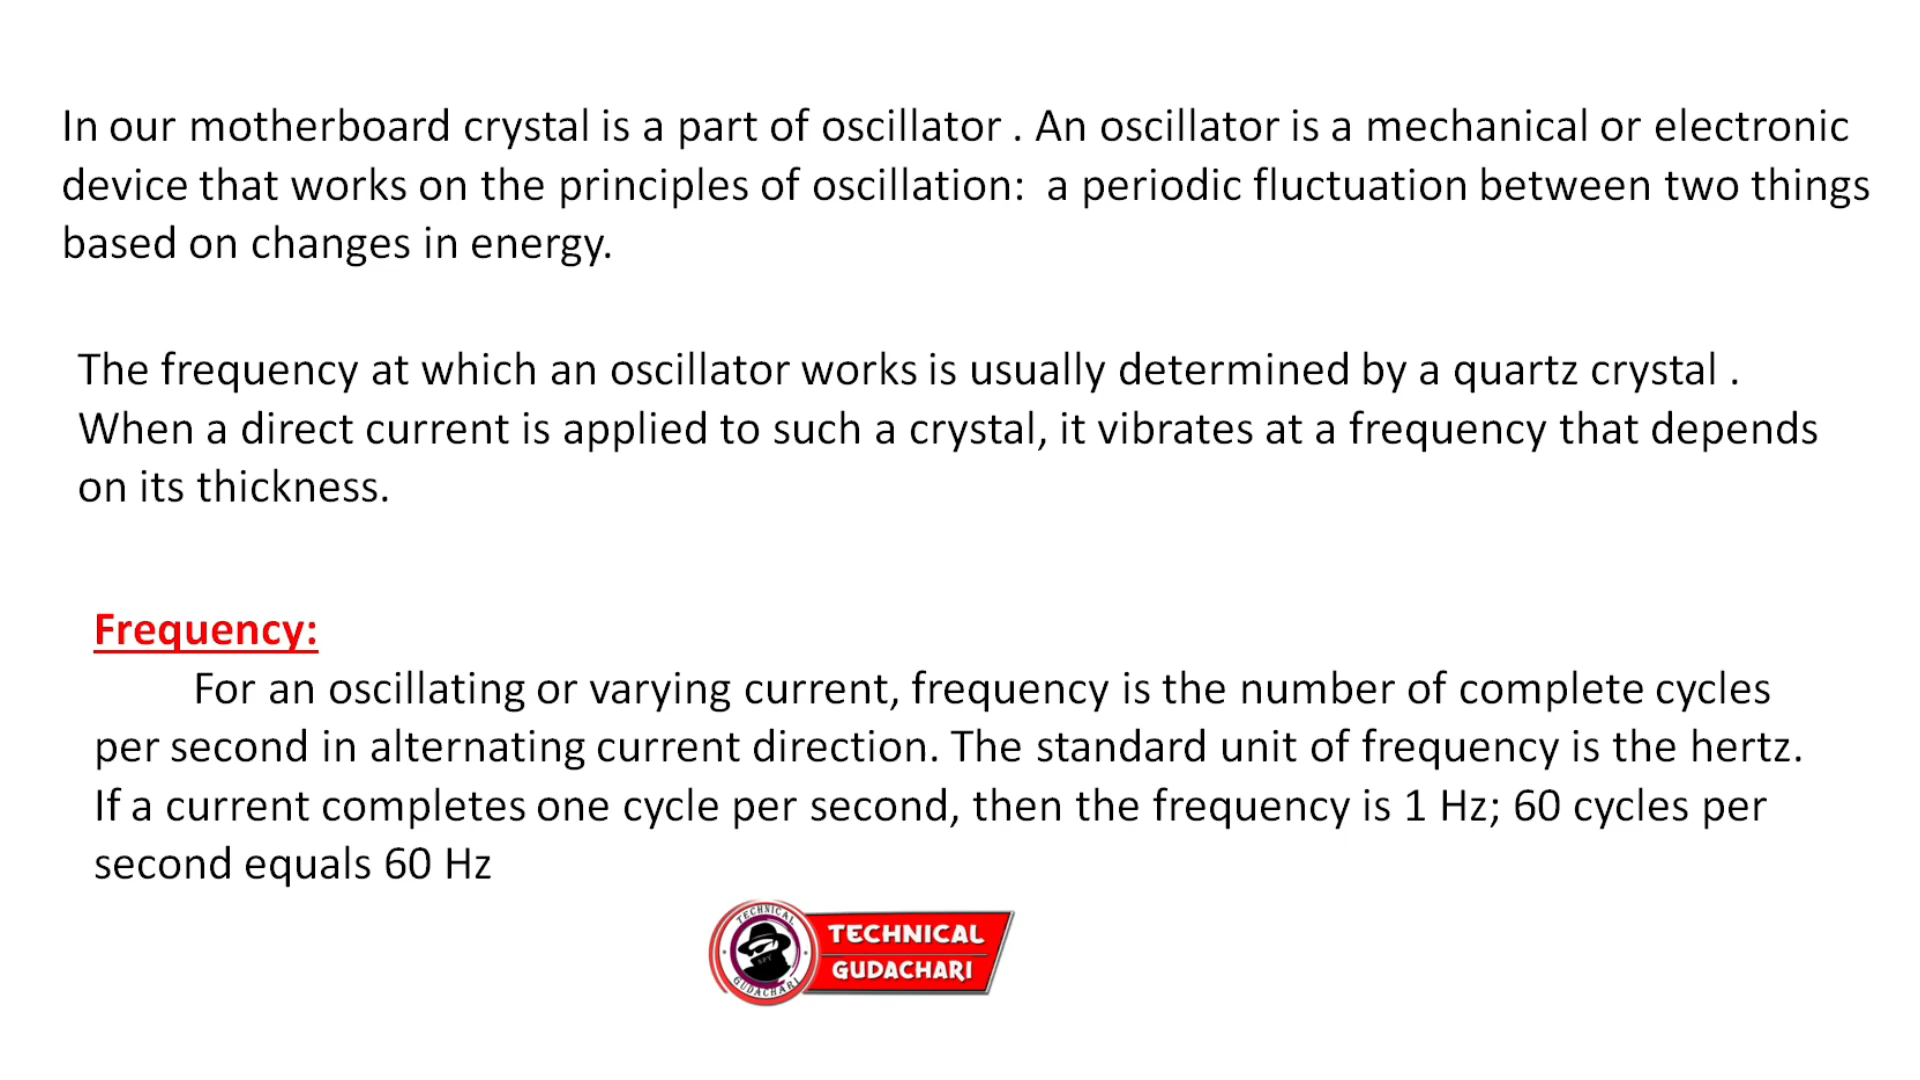 In our motherboard crystal is a part of oscillator . An oscillator is a mechanical or electronic
device that works on the principles of oscillation:  a periodic fluctuation between two things
based on changes in energy.
The frequency at which an oscillator works is usually determined by a quartz crystal .
When a direct current is applied to such a crystal, it vibrates at a frequency that depends
on its thickness.
Frequency:
For an oscillating or varying current, frequency is the number of complete cycles
per second in alternating current direction. The standard unit of frequency is the hertz.
If a current completes one cycle per second, then the frequency is 1 Hz; 60 cycles per
second equals 60 Hz
TECHNICAL
SPY
GUDACHARI
TECHNICAL
GUDACHARI